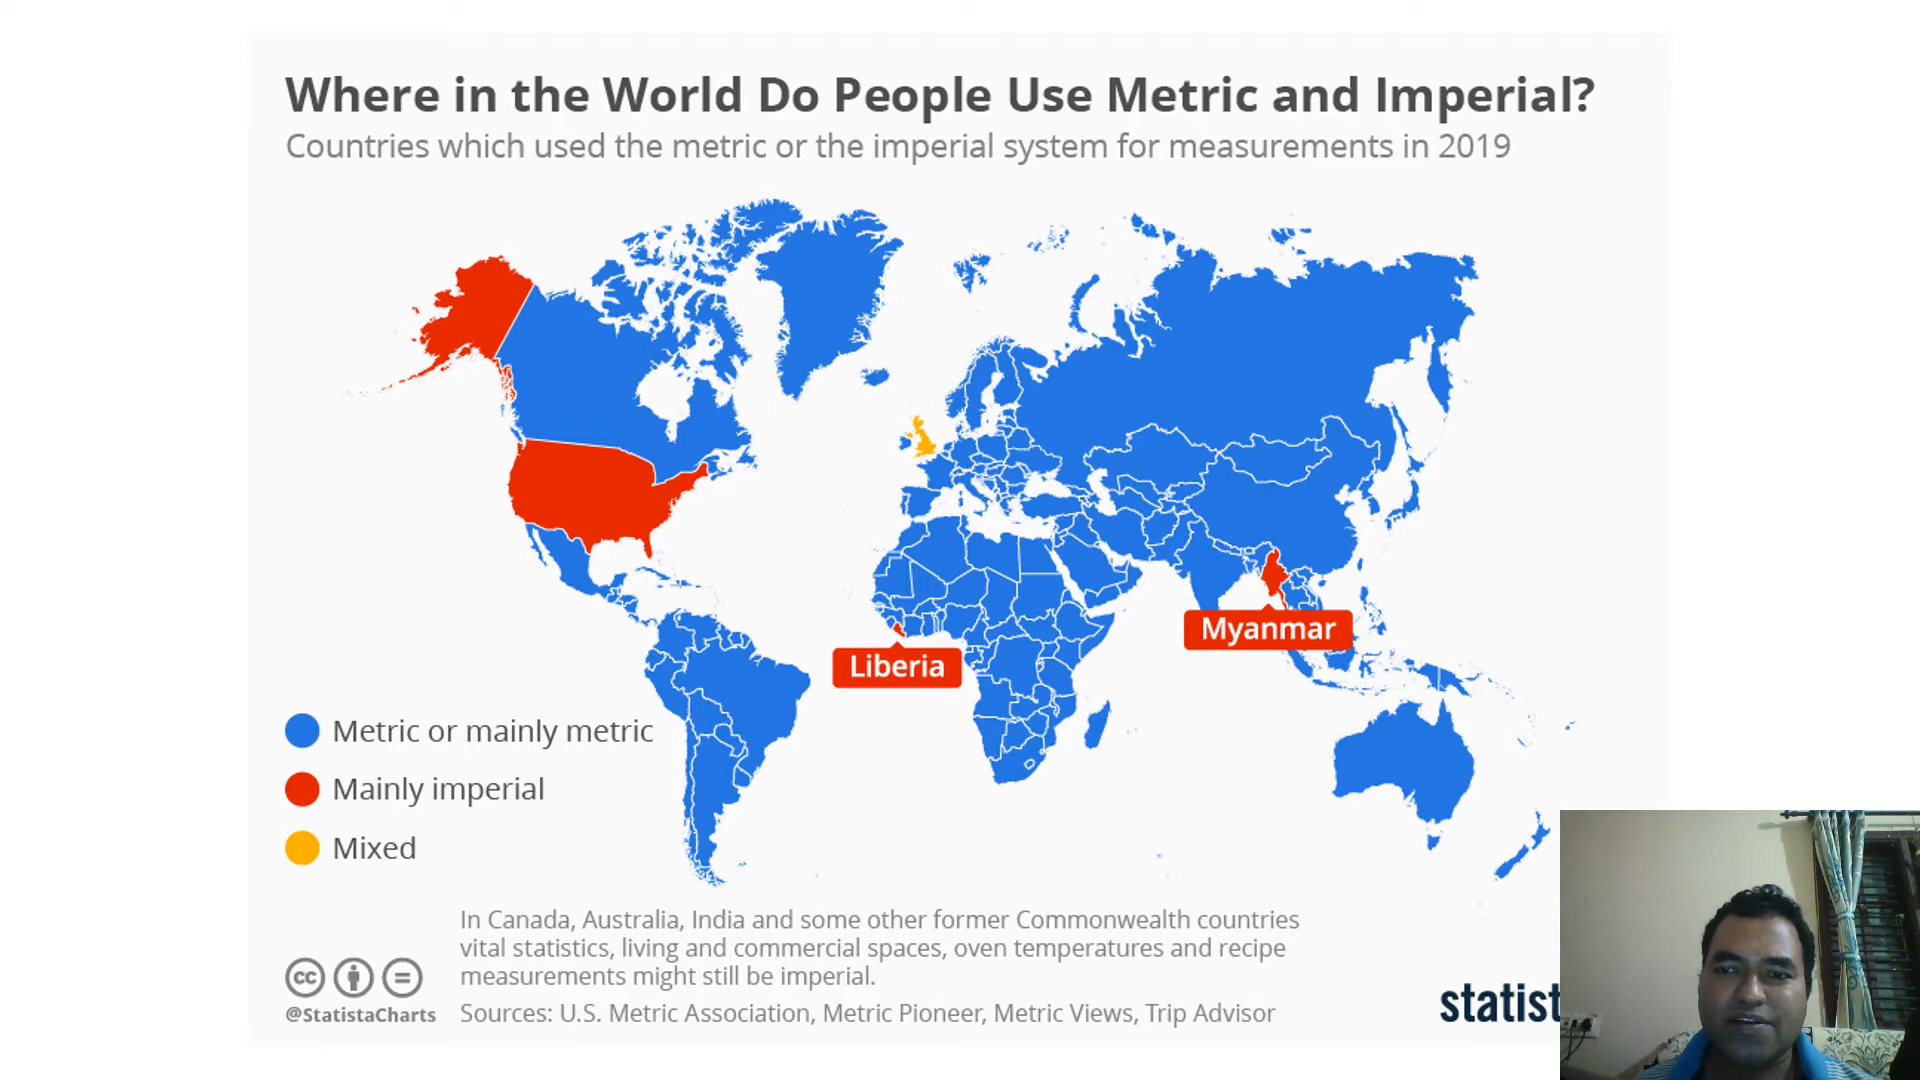 Where in the World Do People Use Metric and Imperial?
Countries which used the metric or the imperial system for measurements in 2019
Myanmar
Liberia
Metric or mainly metric
Mainly imperial
Mixed
In Canada, Australia, India and some other former Commonwealth countries
vital statistics, living and commercial spaces, oven temperatures and recipe
measurements might still be imperial.
cc
@StatistaCharts
Sources: U.S. Metric Association, Metric Pioneer, Metric Views, Trip Advisor
statist